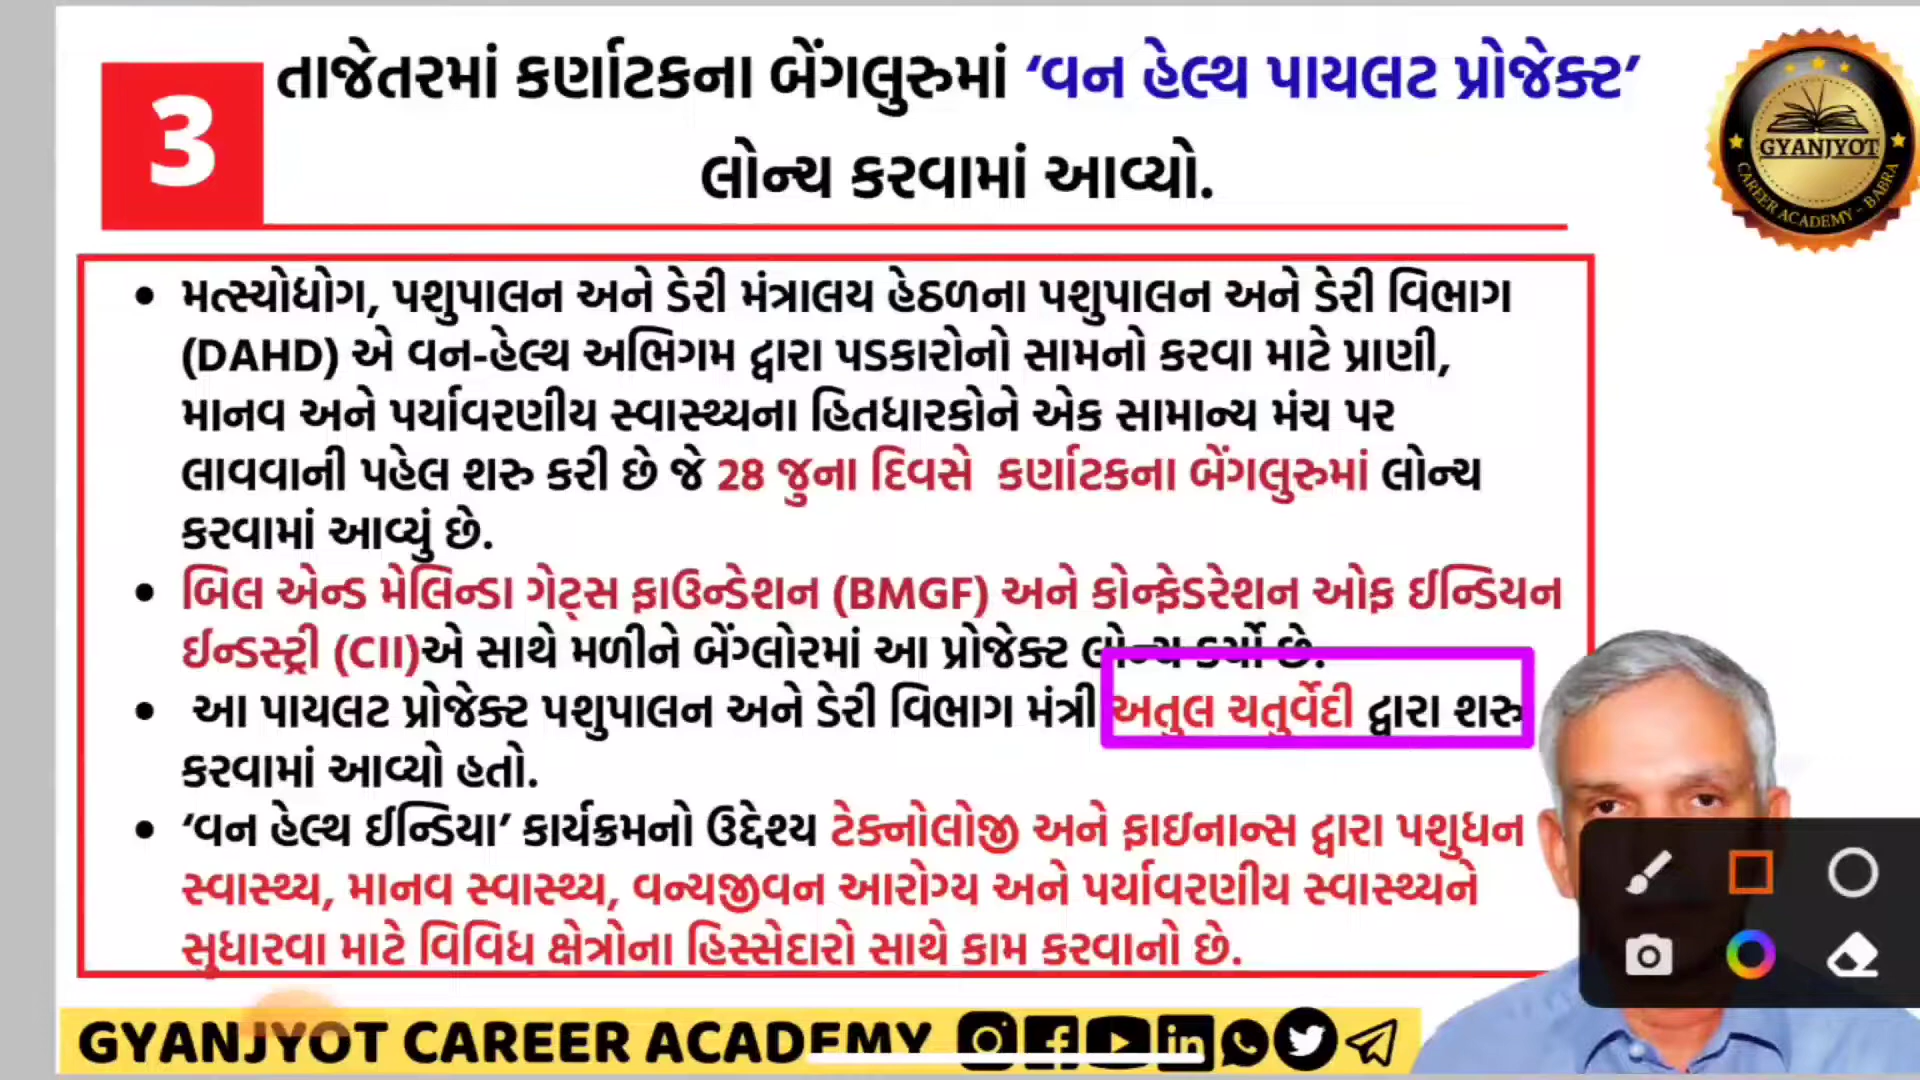 3
તાજેતરમાં કર્ણાટકના બેંગલુરુમાં ‘વન હેલ્થ પાયલટ પ્રોજેક્ટ’
લોન્ચ કરવામાં આવ્યો.
GYANJYOT
CAREER ACADEMY - BABRA
• મત્સ્યોધોગ, પશુપાલન અને ડેરી મંત્રાલય હેઠળના પશુપાલન અને ડેરી વિભાગ
(DAHD) એ વન-હેલ્થ અભિગમ દ્વારા પડકારોનો સામનો કરવા માટે પ્રાણી,
માનવ અને પર્યાવરણીય સ્વાસ્થ્યના હિતધારકોને એક સામાન્ય મંચ પર
લાવવાની પહેલ શરુ કરી છે જે 28 જુના દિવસે કર્ણાટકના બેંગલુરુમાં લોન્ચ
કરવામાં આવ્યું છે.
• બિલ એન્ડ મેલિન્ડા ગેટ્સ ફાઉન્ડેશન (BMGF) અને કોન્ફેડરેશન ઓફ ઈન્ડિયન
ઈન્ડસ્ટ્રી (CII)એ સાથે મળીને બેંગ્લોરમાં આ પ્રોજેક્ટ લોન્ચ કર્યો છે.
• આ પાયલટ પ્રોજેક્ટ પશુપાલન અને ડેરી વિભાગ મંત્રી અતુલ ચતુર્વેદી દ્વારા શરુ
કરવામાં આવ્યો હતો.
• ‘વન હેલ્થ ઈન્ડિયા’ કાર્યક્રમનો ઉદ્દેશ્ય ટેક્નોલોજી અને ફાઇનાન્સ દ્વારા પશુધન
સ્વાસ્થ્ય, માનવ સ્વાસ્થ્ય, વન્યજીવન આરોગ્ય અને પર્યાવરણીય સ્વાસ્થ્યને
સુધારવા માટે વિવિધ ક્ષેત્રોના હિસ્સેદારો સાથે કામ કરવાનો છે.
GYANJYOT CAREER ACADEMY